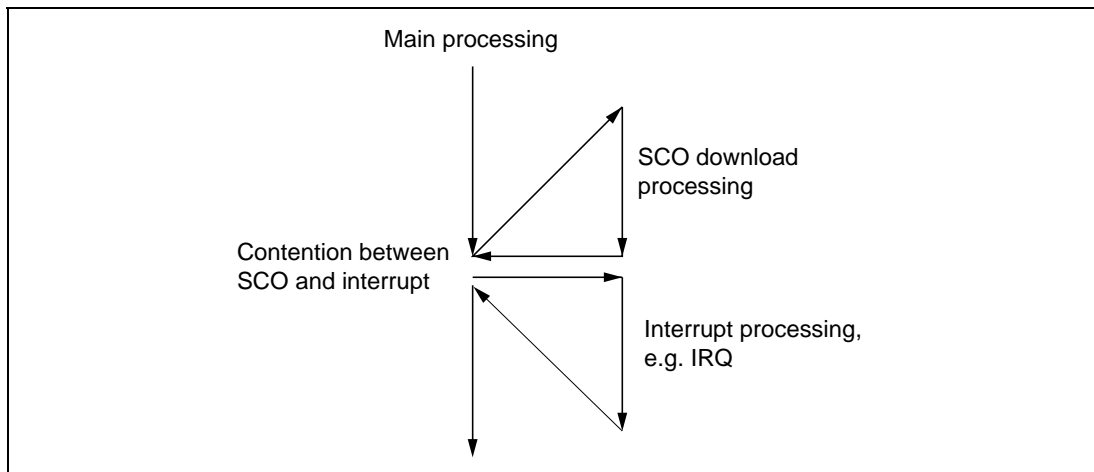 Main processing
SCO download
processing
Contention between
SCO and interrupt
Interrupt processing,
e.g. IRQ